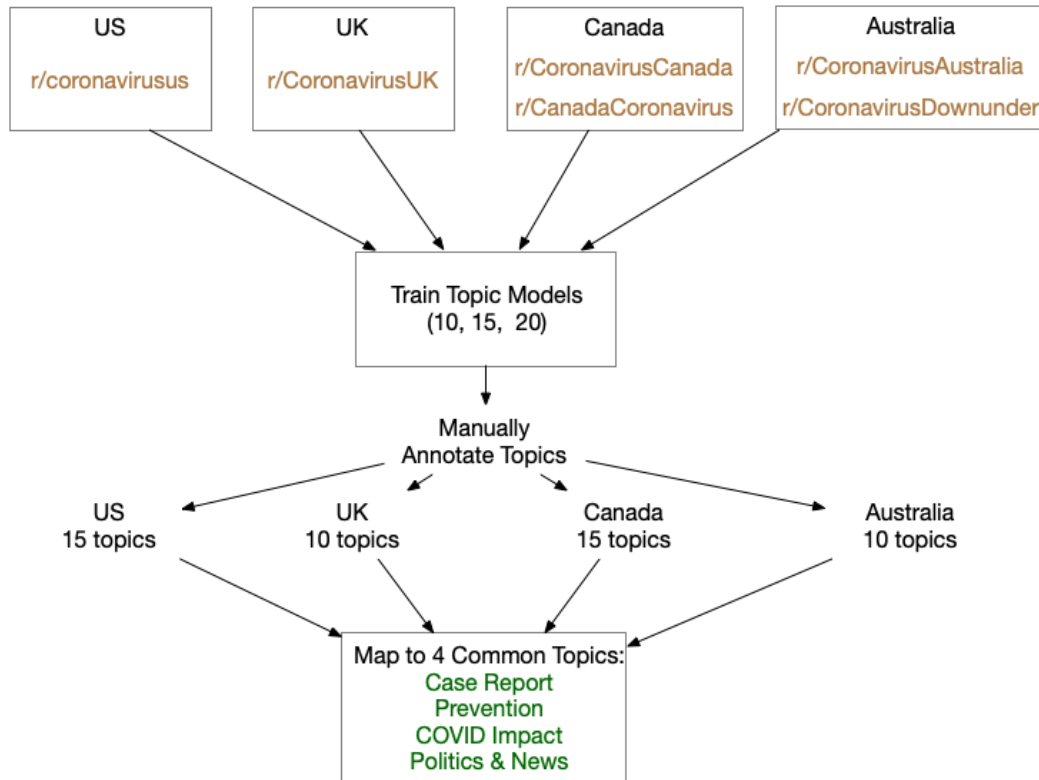 US
r/coronavirusus
UK
r/CoronavirusUK
Canada
r/CoronavirusCanada
r/CanadaCoronavirus
Australia
r/CoronavirusAustralia
r/CoronavirusDownunder
Train Topic Models
(10, 15, 20)
Manually
Annotate Topics
US
15 topics
UK
10 topics
Canada
15 topics
Australia
10 topics
Map to 4 Common Topics:
Case Report
Prevention
COVID Impact
Politics & News